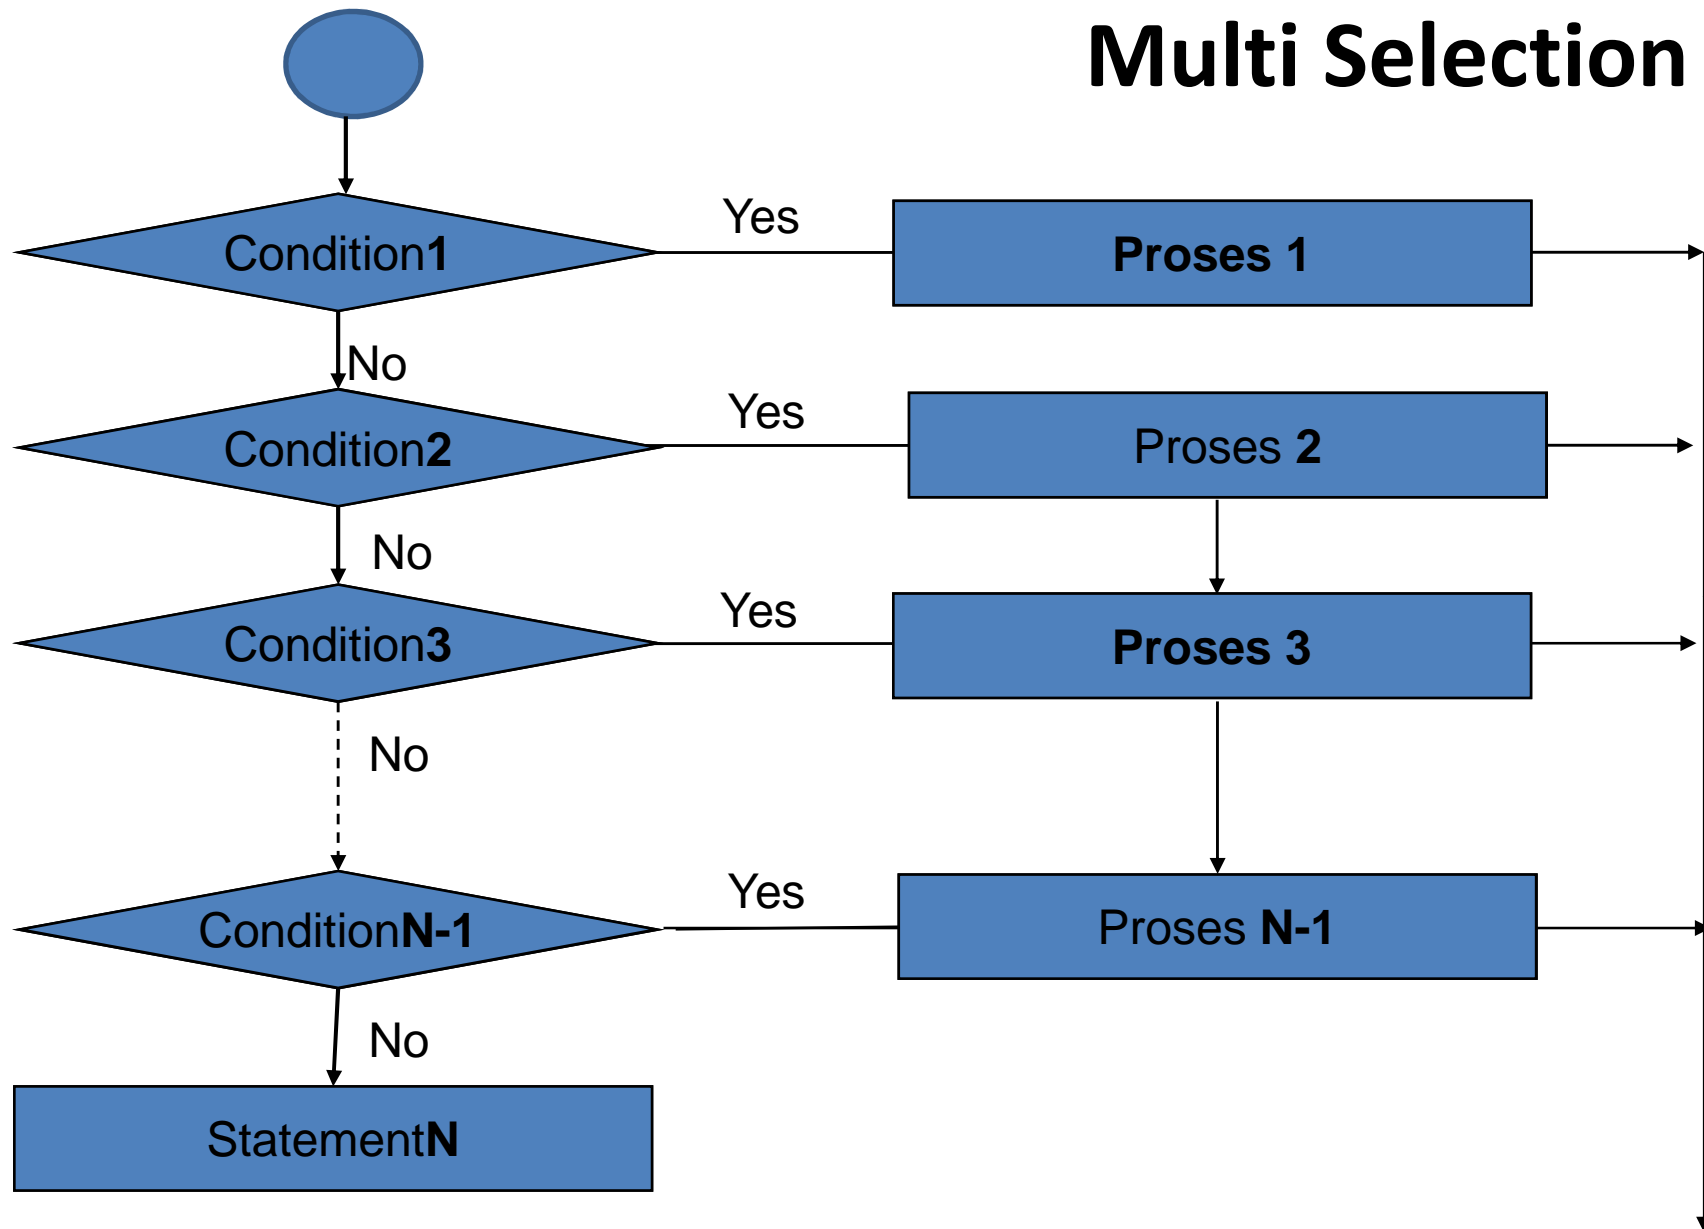 Multi Selection
Yes
Condition1
Proses 1
No
Yes
Condition2
Proses 2
No
Yes
Condition3
Proses 3
No
Yes
ConditionN-1
Proses N-1
No
StatementN